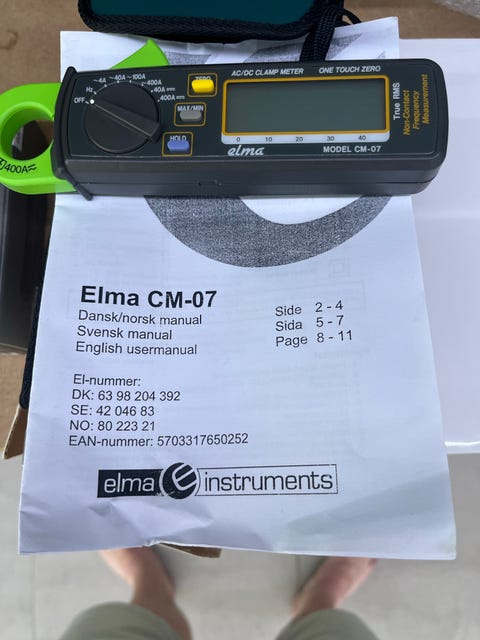 AC/DC CLAMP METER ONE TOUCH ZERO
ZERO
MAX/MIN
HOLD
OFF
Hz
~4A
~40A
~100A
~400A
40A
400A
0 10 20 30 40
elma
MODEL CM-07
True RMS
Non-Contact
Frequency
Measurement
400A
Elma CM-07
Dansk/norsk manual Side 2 - 4
Svensk manual Sida 5 - 7
English usermanual Page 8 - 11
El-nummer:
DK: 63 98 204 392
SE: 42 046 83
NO: 80 223 21
EAN-nummer: 5703317650252
elma instruments